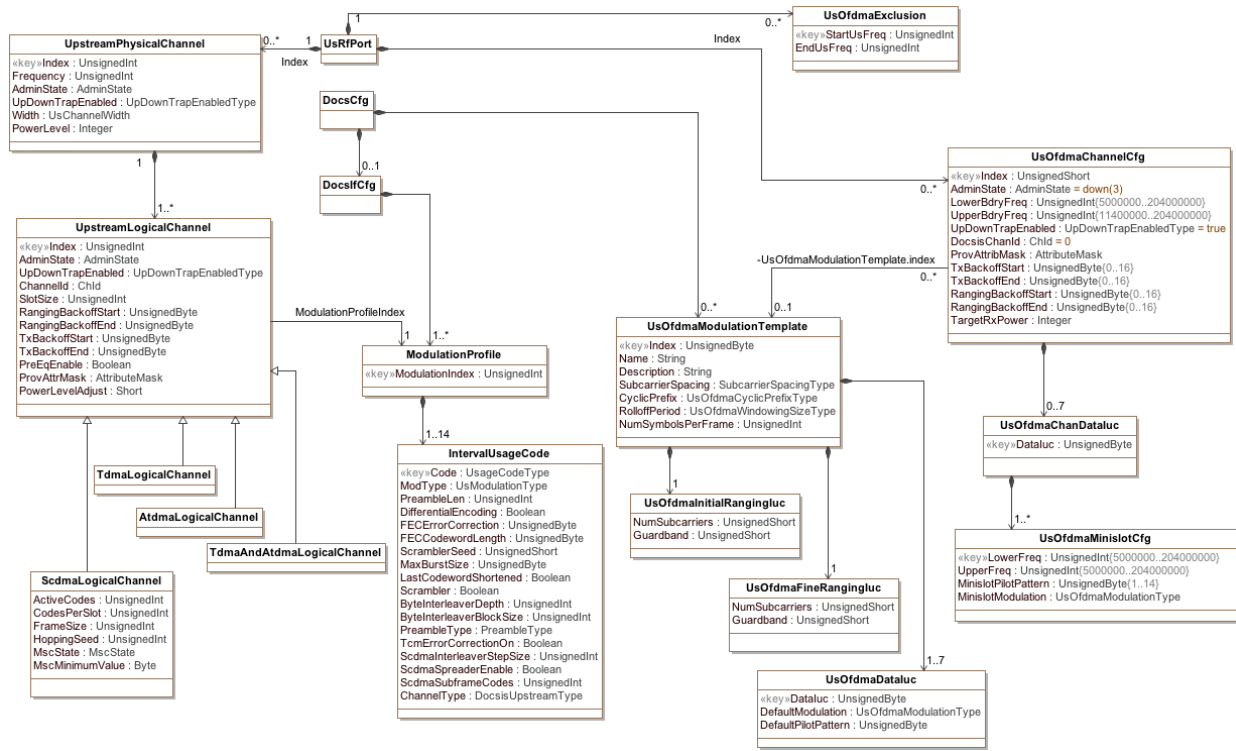 UpstreamPhysicalChannel
«key»Index : UnsignedInt
Frequency : UnsignedInt
AdminState : AdminState
UpDownTrapEnabled : UpDownTrapEnabledType
Width : UsChannelWidth
PowerLevel : Integer
0..*
1
Index
UsRfPort
1
0..*
UsOfdmaExclusion
«key»StartUsFreq : UnsignedInt
EndUsFreq : UnsignedInt
Index
0..*
DocsCfg
0..1
DocsIfCfg
1
1..*
UpstreamLogicalChannel
«key»Index : UnsignedInt
AdminState : AdminState
UpDownTrapEnabled : UpDownTrapEnabledType
ChannelId : ChId
SlotSize : UnsignedInt
RangingBackoffStart : UnsignedByte
RangingBackoffEnd : UnsignedByte
TxBackoffStart : UnsignedByte
TxBackoffEnd : UnsignedByte
PreEqEnable : Boolean
ProvAttrMask : AttributeMask
PowerLevelAdjust : Short
ModulationProfileIndex
1
1..*
ModulationProfile
«key»ModulationIndex : UnsignedInt
1..14
IntervalUsageCode
«key»Code : UsageCodeType
ModType : UsModulationType
PreambleLen : UnsignedInt
DifferentialEncoding : Boolean
FECErrorCorrection : UnsignedByte
FECCodewordLength : UnsignedByte
ScramblerSeed : UnsignedShort
MaxBurstSize : UnsignedByte
LastCodewordShortened : Boolean
Scrambler : Boolean
ByteInterleaverDepth : UnsignedInt
ByteInterleaverBlockSize : UnsignedInt
PreambleType : PreambleType
TcmErrorCorrectionOn : Boolean
ScdmaInterleaverStepSize : UnsignedInt
ScdmaSpreaderEnable : Boolean
ScdmaSubframeCodes : UnsignedInt
ChannelType : DocsisUpstreamType
TdmaLogicalChannel
AtdmaLogicalChannel
TdmaAndAtdmaLogicalChannel
ScdmaLogicalChannel
ActiveCodes : UnsignedInt
CodesPerSlot : UnsignedInt
FrameSize : UnsignedInt
HoppingSeed : UnsignedInt
MscState : MscState
MscMinimumValue : Byte
UsOfdmaChannelCfg
«key»Index : UnsignedShort
AdminState : AdminState = down(3)
LowerBdryFreq : UnsignedInt{5000000..204000000}
UpperBdryFreq : UnsignedInt{11400000..204000000}
UpDownTrapEnabled : UpDownTrapEnabledType = true
DocsisChanId : ChId = 0
ProvAttribMask : AttributeMask
TxBackoffStart : UnsignedByte{0..16}
TxBackoffEnd : UnsignedByte{0..16}
RangingBackoffStart : UnsignedByte{0..16}
RangingBackoffEnd : UnsignedByte{0..16}
TargetRxPower : Integer
-UsOfdmaModulationTemplate.index
0..*
0..*
0..1
UsOfdmaModulationTemplate
«key»Index : UnsignedByte
Name : String
Description : String
SubcarrierSpacing : SubcarrierSpacingType
CyclicPrefix : UsOfdmaCyclicPrefixType
RolloffPeriod : UsOfdmaWindowingSizeType
NumSymbolsPerFrame : UnsignedInt
0..7
UsOfdmaChanDataIuc
«key»DataIuc : UnsignedByte
1..*
UsOfdmaMinislotCfg
«key»LowerFreq : UnsignedInt{5000000..204000000}
UpperFreq : UnsignedInt{5000000..204000000}
MinislotPilotPattern : UnsignedByte{1..14}
MinislotModulation : UsOfdmaModulationType
1
UsOfdmaInitialRangingIuc
NumSubcarriers : UnsignedShort
Guardband : UnsignedShort
1
UsOfdmaFineRangingIuc
NumSubcarriers : UnsignedShort
Guardband : UnsignedShort
1..7
UsOfdmaDataIuc
«key»DataIuc : UnsignedByte
DefaultModulation : UsOfdmaModulationType
DefaultPilotPattern : UnsignedByte